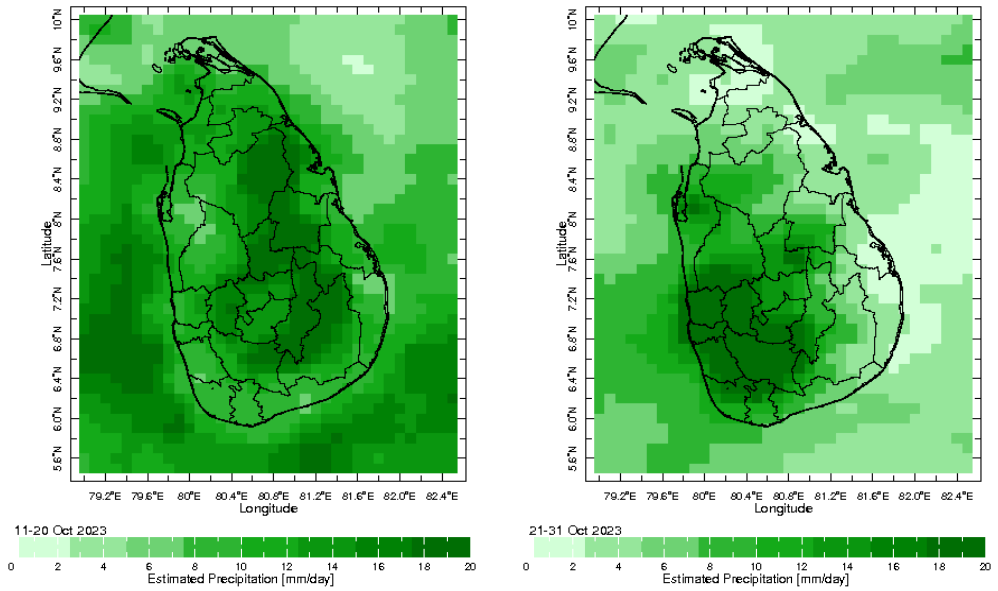 10°N
9.6°N
9.2°N
8.8°N
8.4°N
8°N
7.6°N
7.2°N
6.8°N
6.4°N
6.0°N
5.6°N
Latitude
79.2°E 79.6°E 80°E 80.4°E 80.8°E 81.2°E 81.6°E 82.0°E 82.4°E
Longitude
11-20 Oct 2023
0 2 4 6 8 10 12 14 16 18 20
Estimated Precipitation [mm/day]
10°N
9.6°N
9.2°N
8.8°N
8.4°N
8°N
7.6°N
7.2°N
6.8°N
6.4°N
6.0°N
5.6°N
Latitude
79.2°E 79.6°E 80°E 80.4°E 80.8°E 81.2°E 81.6°E 82.0°E 82.4°E
Longitude
21-31 Oct 2023
0 2 4 6 8 10 12 14 16 18 20
Estimated Precipitation [mm/day]